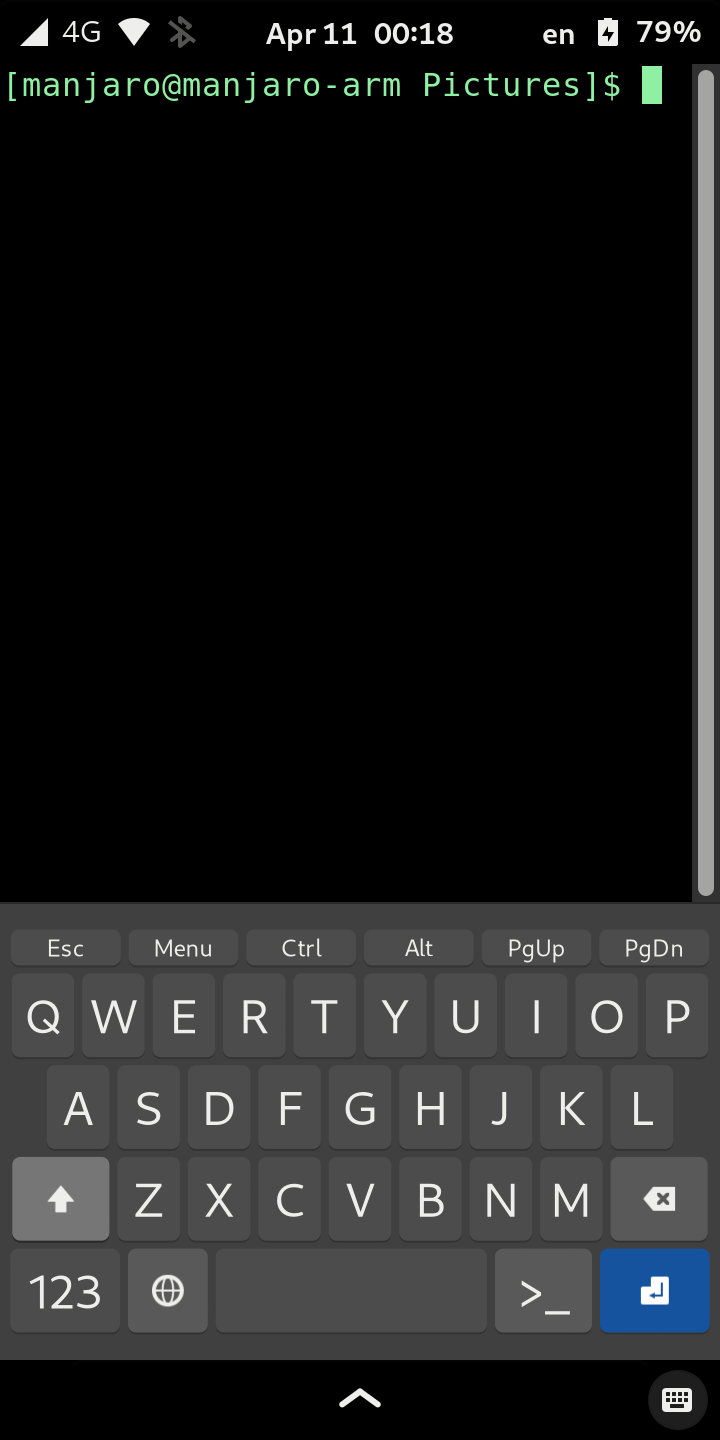 4G Apr 11 00:18 en 79%
[manjaro@manjaro-arm Pictures]$
Esc Menu Ctrl Alt PgUp PgDn
Q W E R T Y U I O P
A S D F G H J K L
Z X C V B N M
123 >_